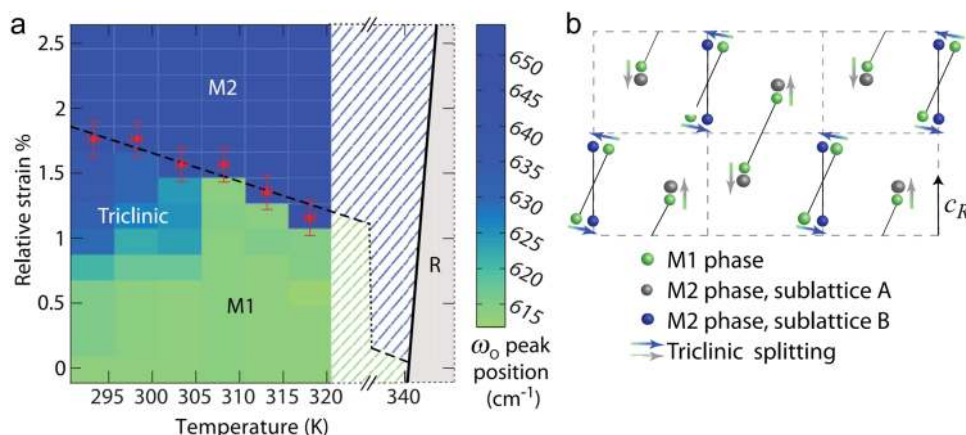 a
2.5
2
1.5
1
0.5
0
Relative strain %
M2
Triclinic
M1
R
295 300 305 310 315 320 340
Temperature (K)
650
645
640
635
630
625
620
615
ω₀ peak
position
(cm⁻¹)
b
c_R
M1 phase
M2 phase, sublattice A
M2 phase, sublattice B
Triclinic splitting